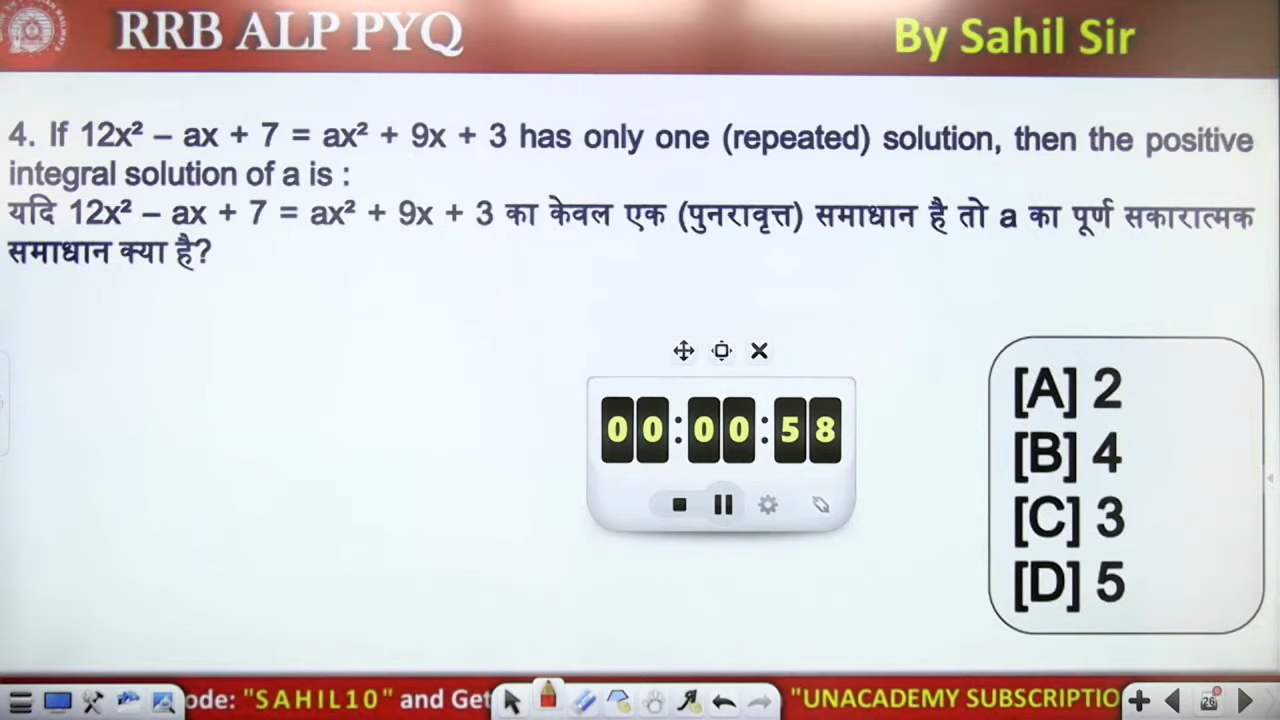 RRB ALP PYQ
By Sahil Sir
4. If 12x² – ax + 7 = ax² + 9x + 3 has only one (repeated) solution, then the positive
integral solution of a is :
यदि 12x² – ax + 7 = ax² + 9x + 3 का केवल एक (पुनरावृत्त) समाधान है तो a का पूर्ण सकारात्मक
समाधान क्या है?
00:00:58
[A] 2
[B] 4
[C] 3
[D] 5
ode: "SAHIL10" and Get
"UNACADEMY SUBSCRIPTIO
26